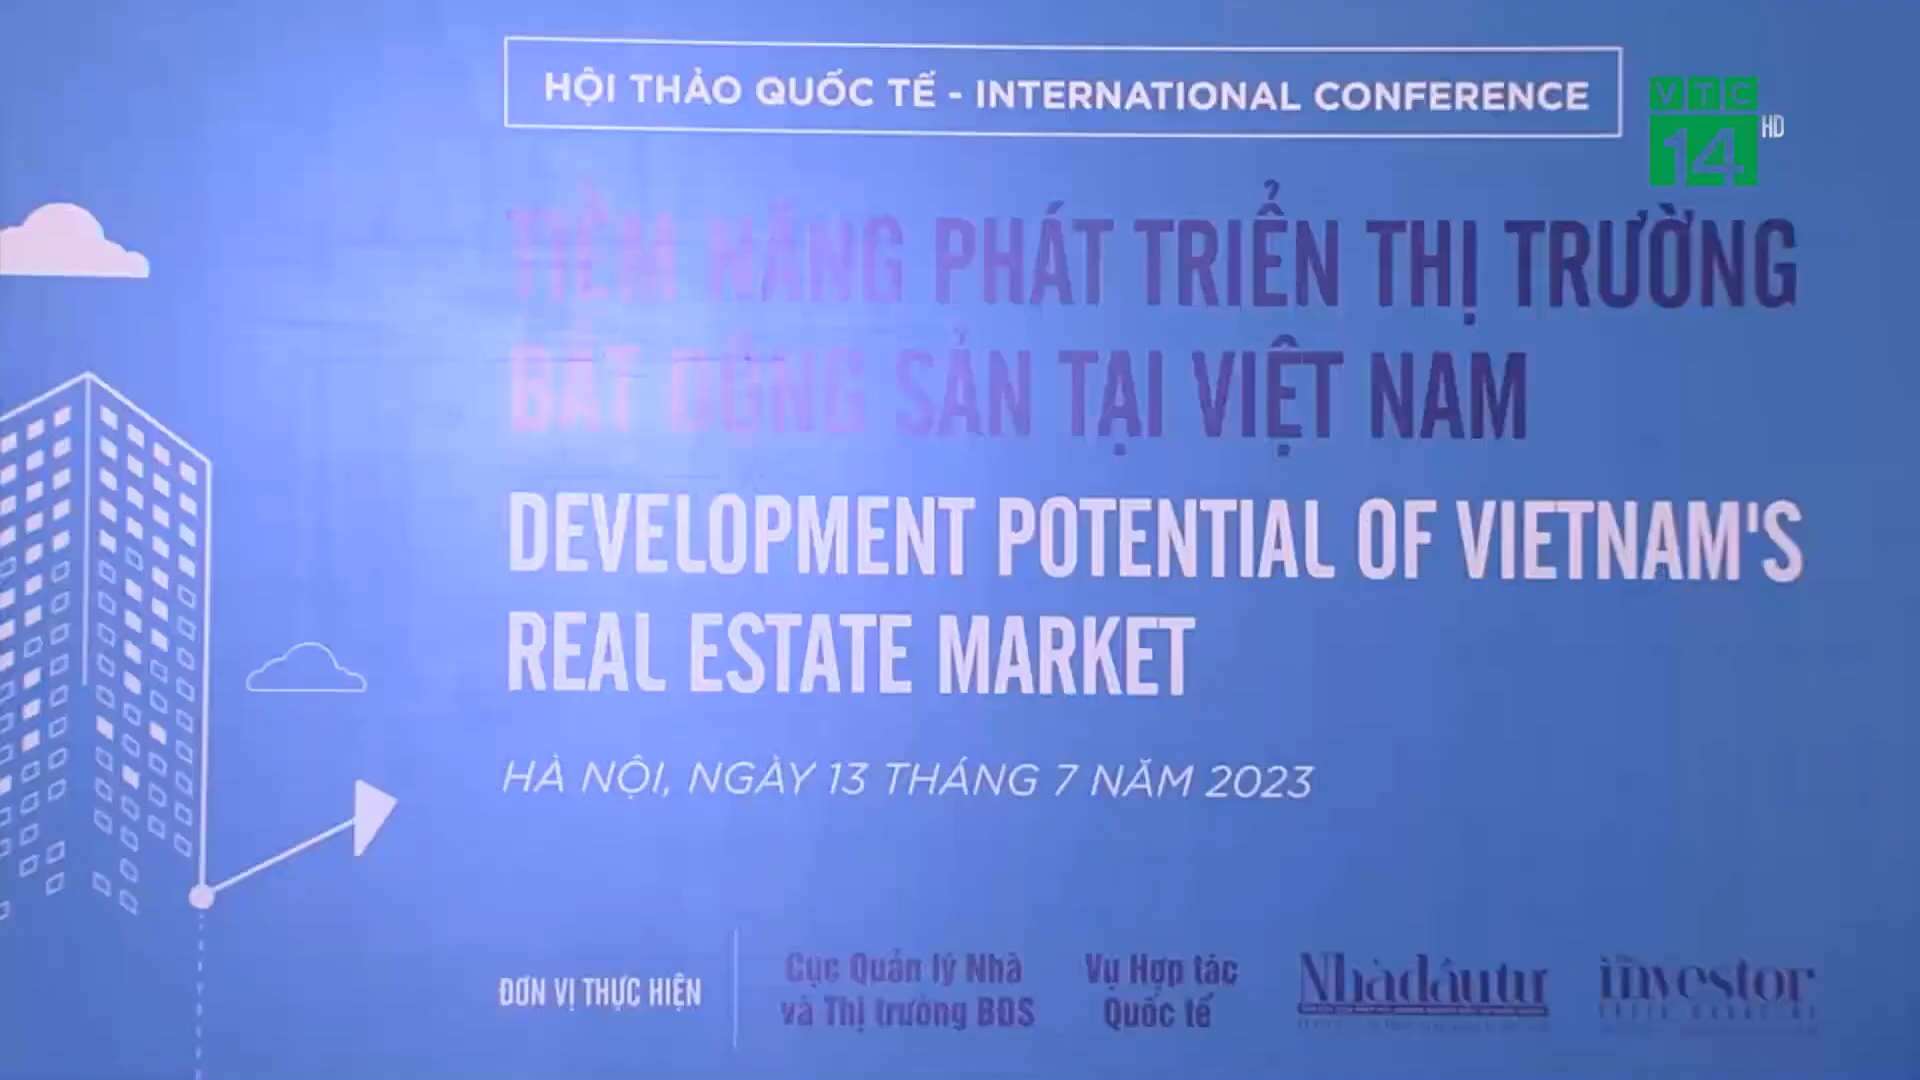 HỘI THẢO QUỐC TẾ - INTERNATIONAL CONFERENCE
VTC
14 HD
TIỀM NĂNG PHÁT TRIỂN THỊ TRƯỜNG
BẤT ĐỘNG SẢN TẠI VIỆT NAM
DEVELOPMENT POTENTIAL OF VIETNAM'S
REAL ESTATE MARKET
HÀ NỘI, NGÀY 13 THÁNG 7 NĂM 2023
ĐƠN VỊ THỰC HIỆN
Cục Quản lý Nhà
và Thị trường BĐS
Vụ Hợp tác
Quốc tế
Nhàđầutư
the investor